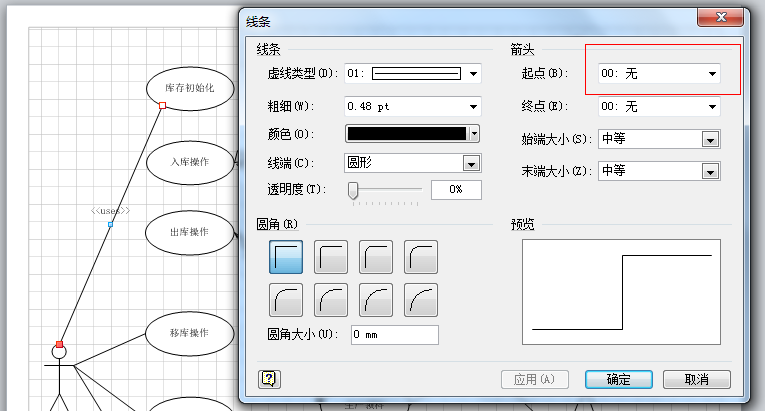 线条
库存初始化
入库操作
<<uses>>
出库操作
移库操作
线条
虚线类型(D): 01:
粗细(W): 0.48 pt
颜色(O):
线端(C): 圆形
透明度(T): 0%
箭头
起点(B): 00: 无
终点(E): 00: 无
始端大小(S): 中等
末端大小(Z): 中等
圆角(R)
圆角大小(U): 0 mm
预览
应用(A)
确定
取消